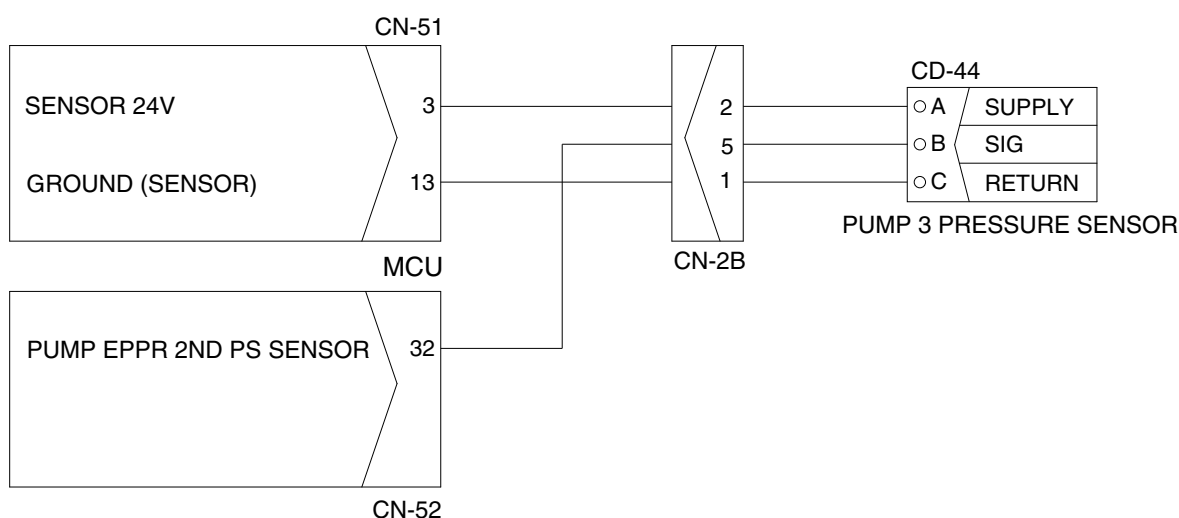 CN-51
SENSOR 24V
3
GROUND (SENSOR)
13
MCU
PUMP EPPR 2ND PS SENSOR
32
CN-52
2
5
1
CN-2B
CD-44
A SUPPLY
B SIG
C RETURN
PUMP 3 PRESSURE SENSOR